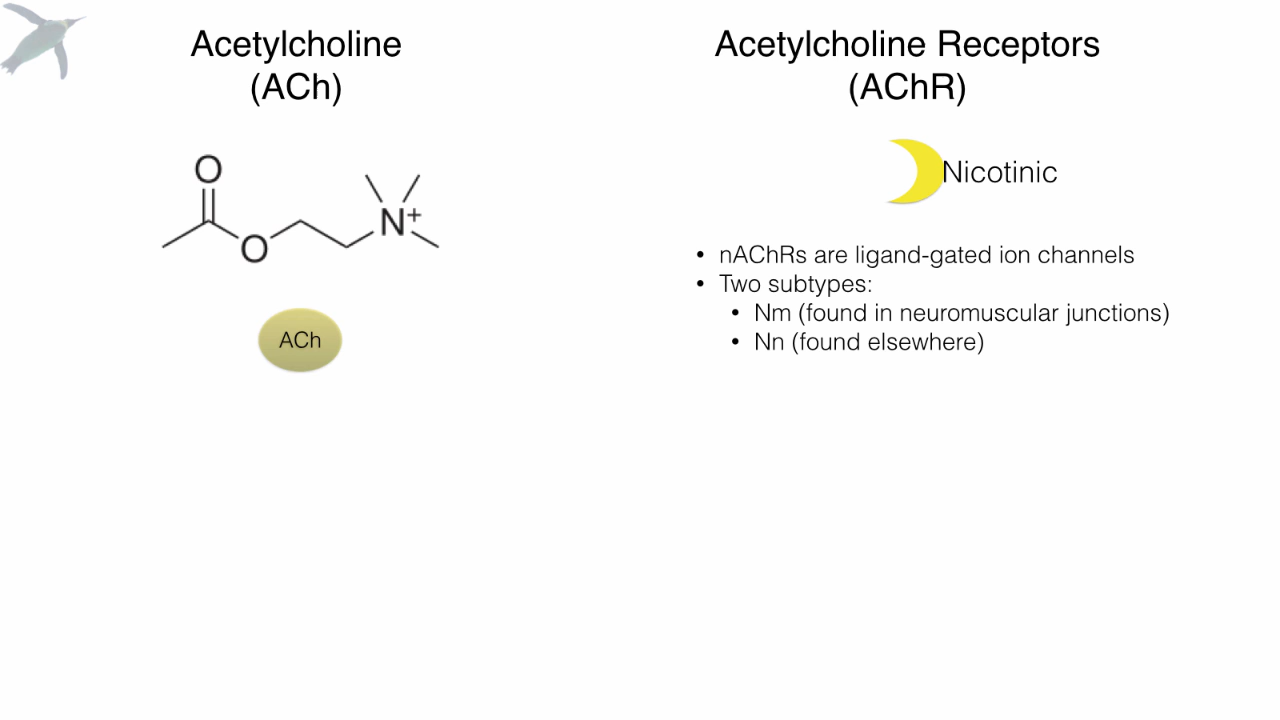 Acetylcholine
(ACh)
O
O
N+
ACh
Acetylcholine Receptors
(AChR)
Nicotinic
• nAChRs are ligand-gated ion channels
• Two subtypes:
• Nm (found in neuromuscular junctions)
• Nn (found elsewhere)